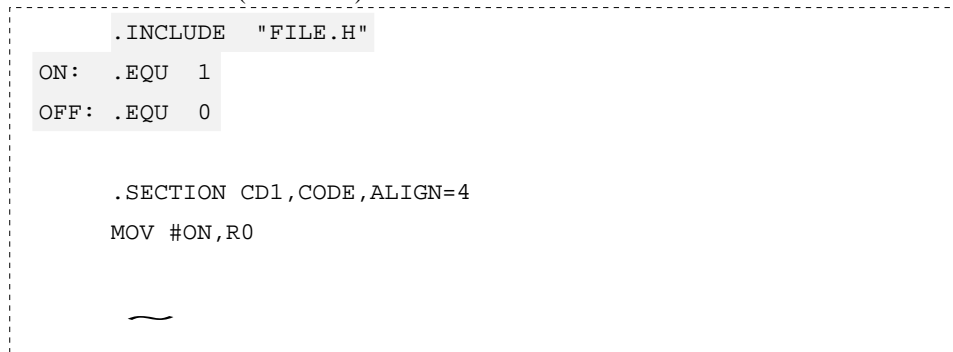 .INCLUDE "FILE.H"
ON: .EQU 1
OFF: .EQU 0
.SECTION CD1,CODE,ALIGN=4
MOV #ON,R0